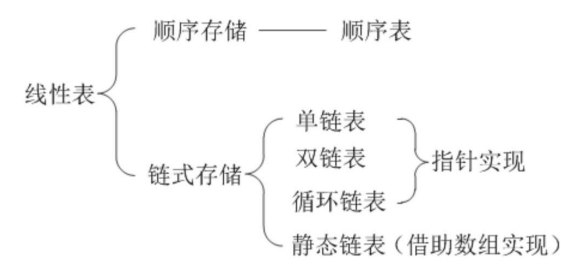 顺序存储 顺序表
线性表
单链表
双链表
链式存储
指针实现
循环链表
静态链表（借助数组实现）